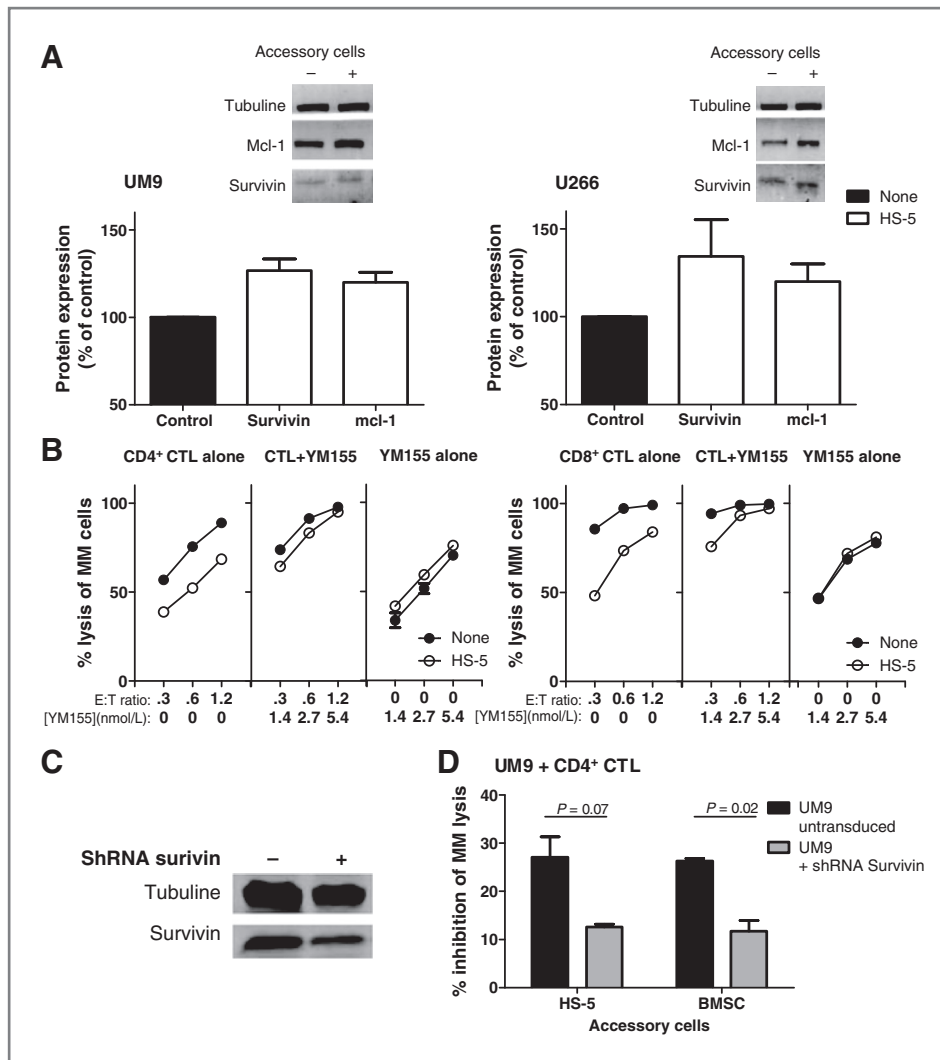 A
Accessory cells
– +
Tubuline
Mcl-1
Survivin
UM9
Protein expression
(% of control)
150
100
50
Control Survivin mcl-1
Accessory cells
– +
Tubuline
Mcl-1
Survivin
U266
None
HS-5
Protein expression
(% of control)
150
100
50
Control Survivin mcl-1
B
CD4+ CTL alone CTL+YM155 YM155 alone
% lysis of MM cells
100
50
0
None
HS-5
E:T ratio: .3 .6 1.2 .3 .6 1.2 0 0 0
[YM155](nmol/L): 0 0 0 1.4 2.7 5.4 1.4 2.7 5.4
CD8+ CTL alone CTL+YM155 YM155 alone
% lysis of MM cells
100
50
0
None
HS-5
E:T ratio: .3 0.6 1.2 .3 .6 1.2 0 0 0
[YM155](nmol/L): 0 0 0 1.4 2.7 5.4 1.4 2.7 5.4
C
ShRNA surivin – +
Tubuline
Survivin
D
UM9 + CD4+ CTL
% inhibition of MM lysis
40
30
20
10
0
P = 0.07
P = 0.02
UM9
untransduced
UM9
+ shRNA Survivin
HS-5 BMSC
Accessory cells